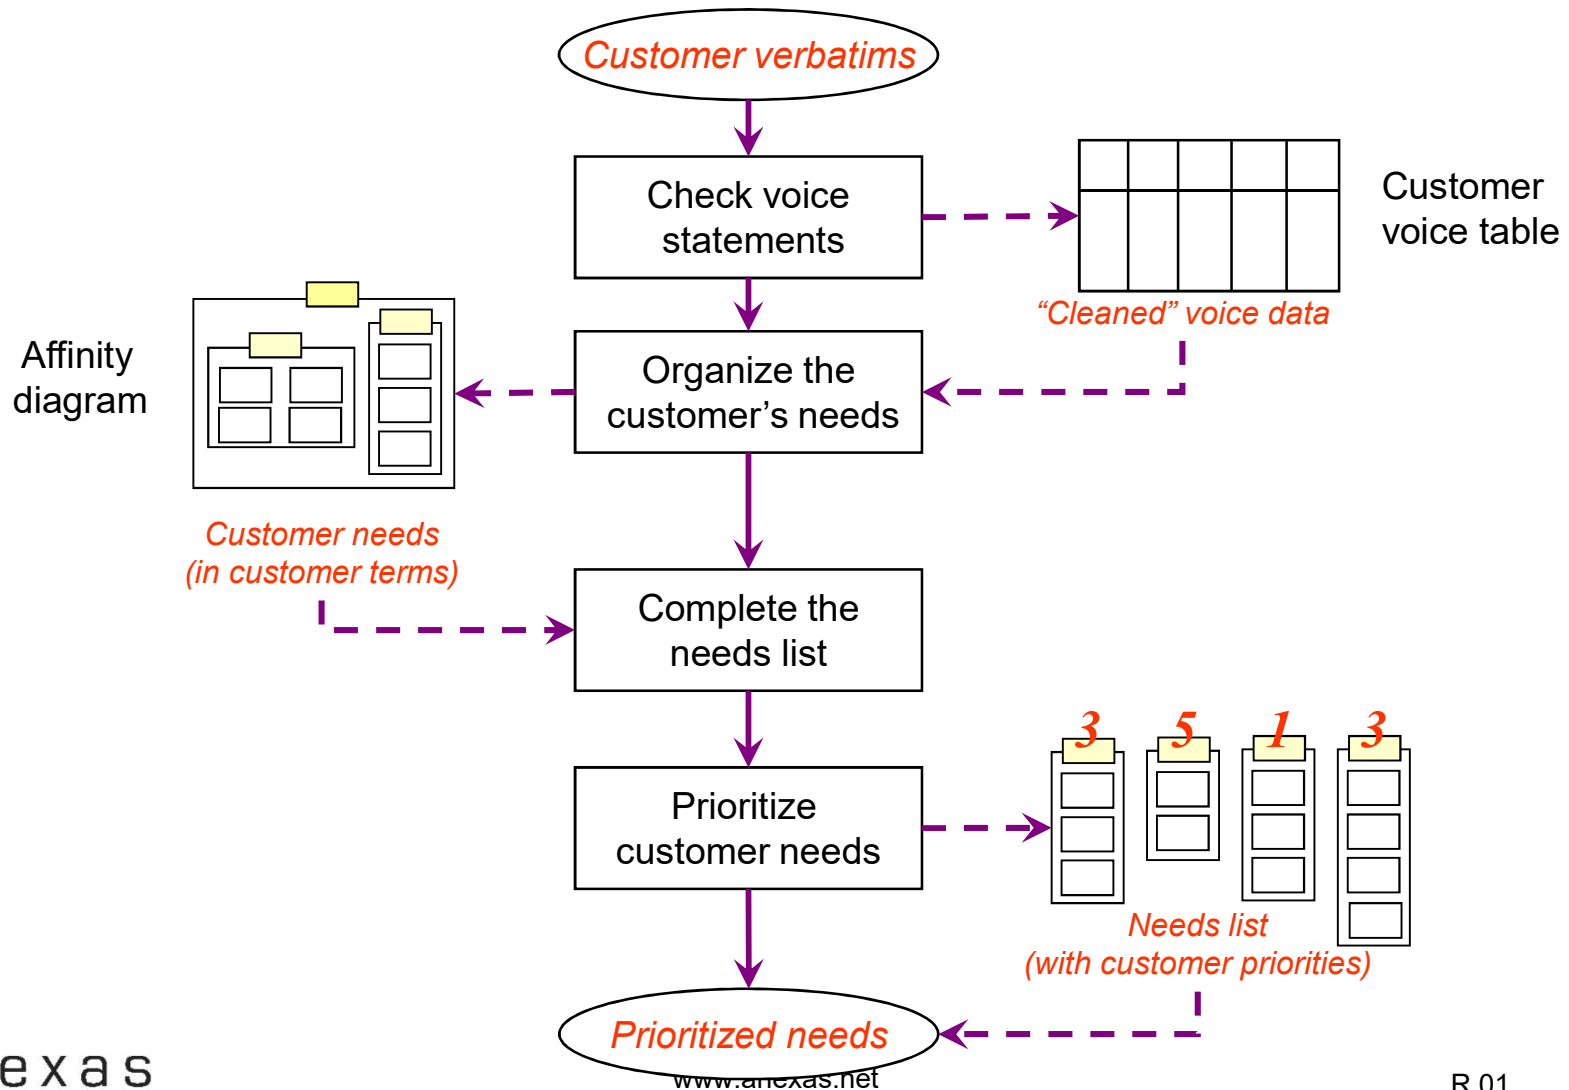 Customer verbatims
Check voice
statements
Customer
voice table
“Cleaned” voice data
Affinity
diagram
Organize the
customer’s needs
Customer needs
(in customer terms)
Complete the
needs list
3 5 1 3
Prioritize
customer needs
Needs list
(with customer priorities)
Prioritized needs
exas
www.anexas.net
R 01